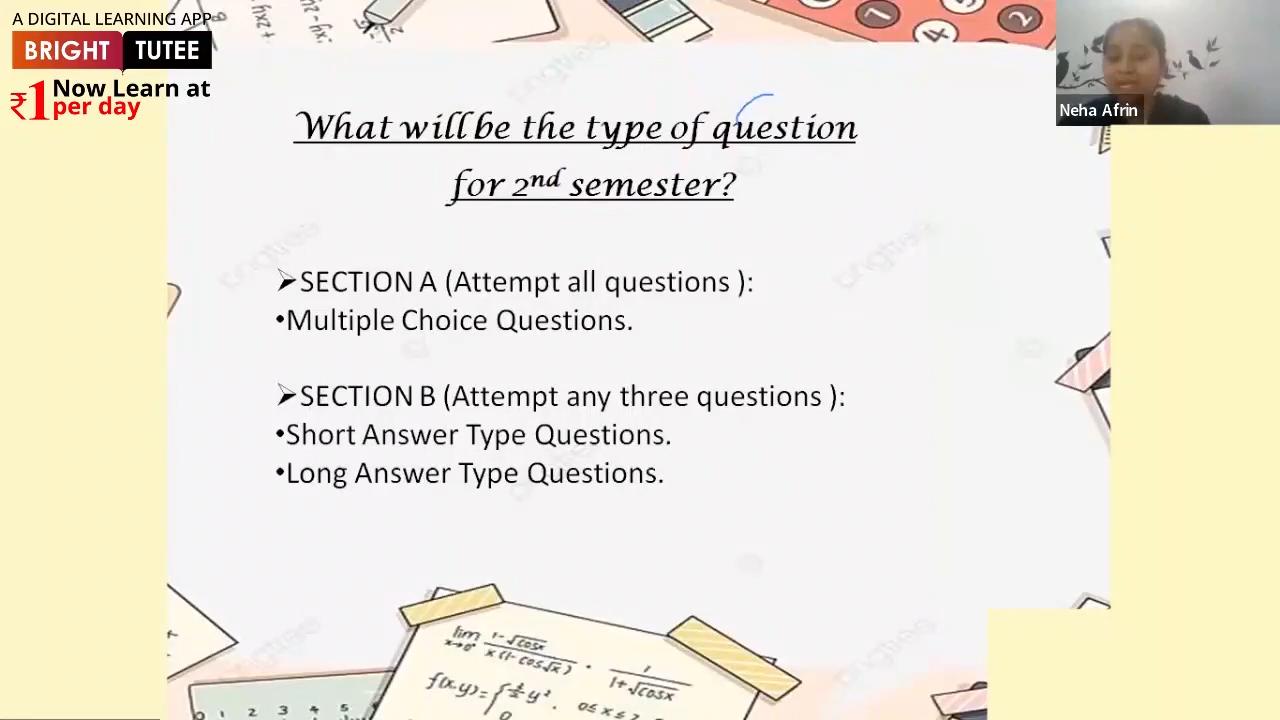 A DIGITAL LEARNING APP
BRIGHT TUTEE
₹1 Now Learn at
per day
Neha Afrin
What will be the type of question
for 2nd semester?
➢SECTION A (Attempt all questions ):
•Multiple Choice Questions.
➢SECTION B (Attempt any three questions ):
•Short Answer Type Questions.
•Long Answer Type Questions.